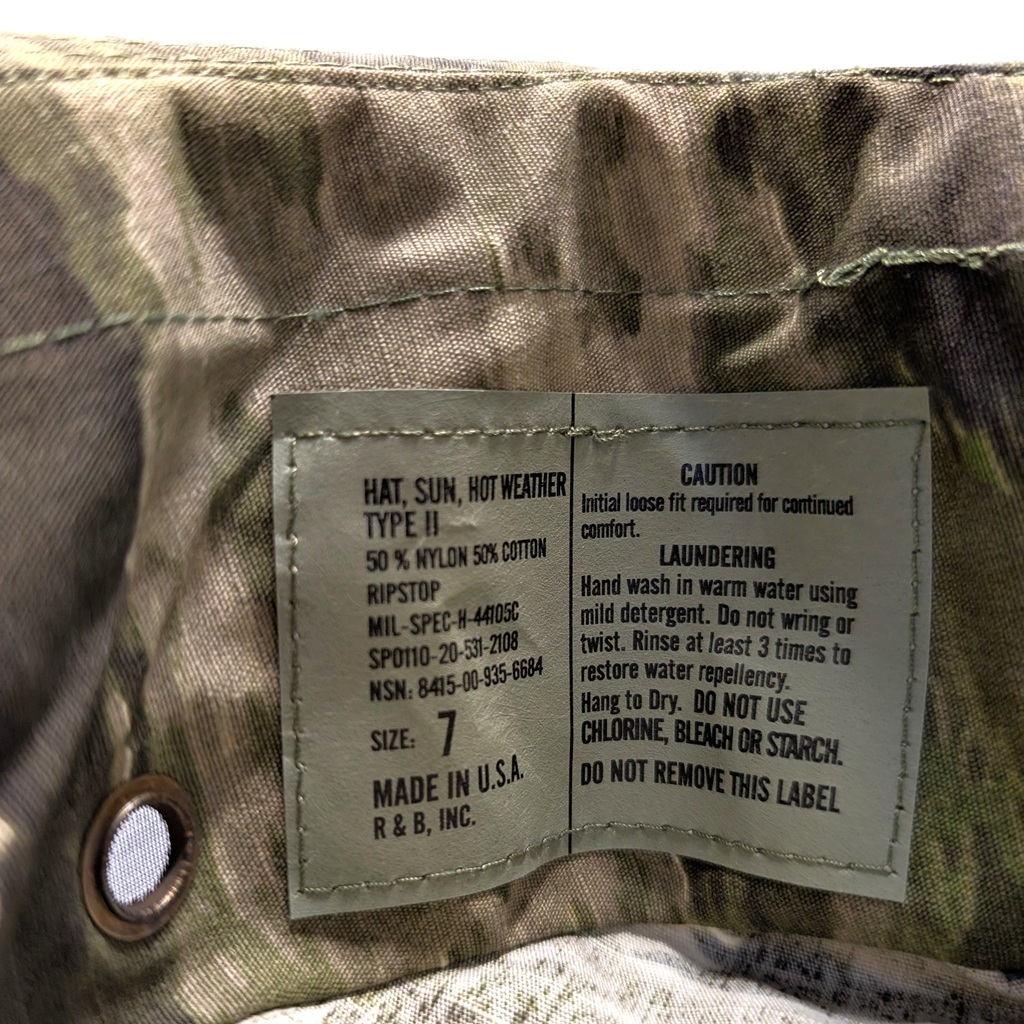 HAT, SUN, HOT WEATHER
TYPE II
50 % NYLON 50% COTTON
RIPSTOP
MIL-SPEC-H-44105C
SPO110-20-531-2108
NSN: 8415-00-935-6684
SIZE: 7
MADE IN U.S.A.
R & B, INC.
CAUTION
Initial loose fit required for continued
comfort.
LAUNDERING
Hand wash in warm water using
mild detergent. Do not wring or
twist. Rinse at least 3 times to
restore water repellency.
Hang to Dry. DO NOT USE
CHLORINE, BLEACH OR STARCH.
DO NOT REMOVE THIS LABEL